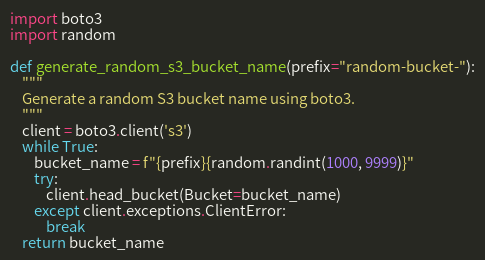 import boto3
import random
def generate_random_s3_bucket_name(prefix="random-bucket-"):
    """
    Generate a random S3 bucket name using boto3.
    """
    client = boto3.client('s3')
    while True:
        bucket_name = f"{prefix}{random.randint(1000, 9999)}"
        try:
            client.head_bucket(Bucket=bucket_name)
        except client.exceptions.ClientError:
            break
    return bucket_name